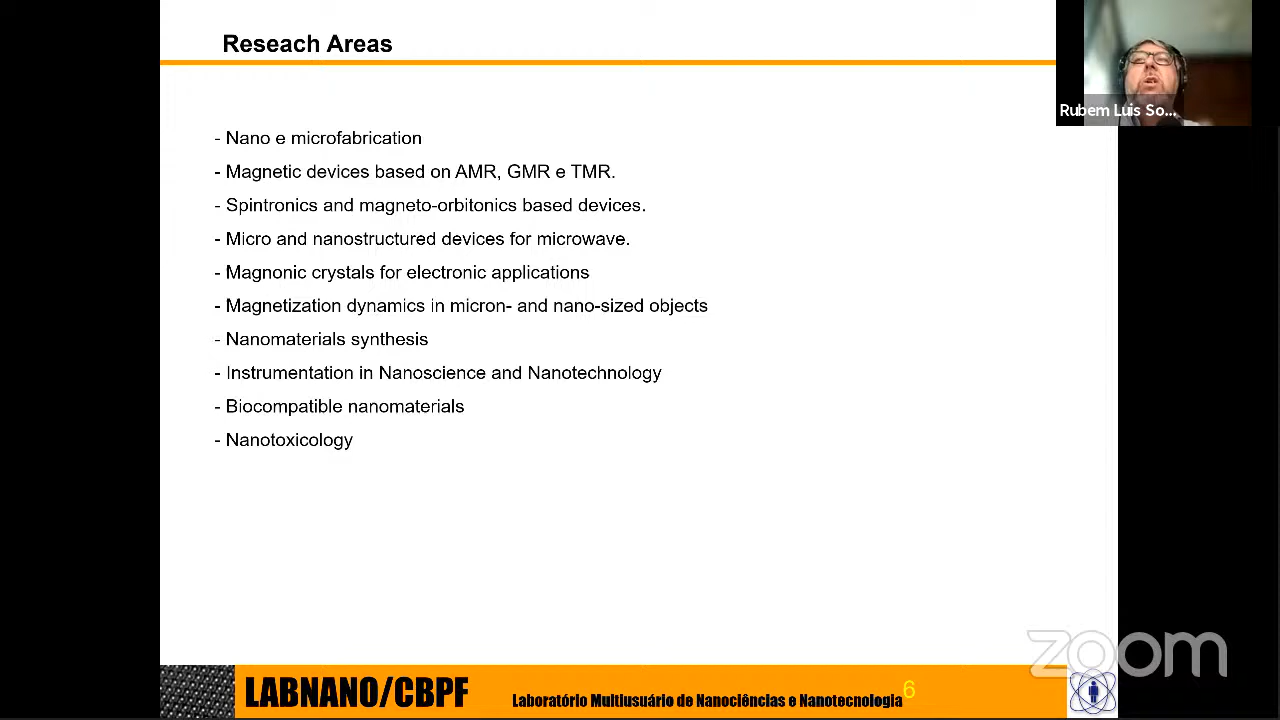 Reseach Areas
Rubem Luis So...
- Nano e microfabrication
- Magnetic devices based on AMR, GMR e TMR.
- Spintronics and magneto-orbitonics based devices.
- Micro and nanostructured devices for microwave.
- Magnonic crystals for electronic applications
- Magnetization dynamics in micron- and nano-sized objects
- Nanomaterials synthesis
- Instrumentation in Nanoscience and Nanotechnology
- Biocompatible nanomaterials
- Nanotoxicology
zoom
LABNANO/CBPF
Laboratório Multiusuário de Nanociências e Nanotecnologia
6